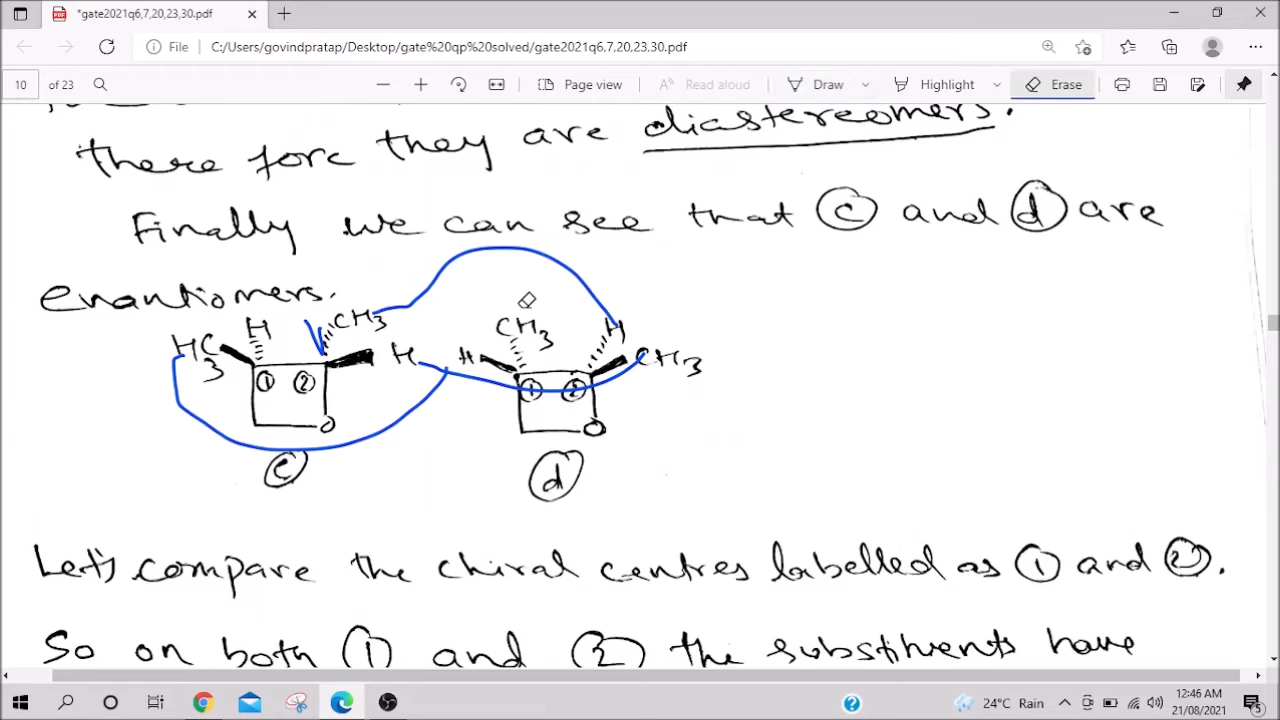 *gate2021q6,7,20,23,30.pdf
File C:/Users/govindpratap/Desktop/gate%20qp%20solved/gate2021q6,7,20,23,30.pdf
10 of 23 Page view Read aloud Draw Highlight Erase
there fore they are diastereomers.
Finally we can see that c and d are
enantiomers.
H CH3 CH3 H
H3C H H CH3
1 2 1 2
O O
c d
Let's compare the chiral centres labelled as 1 and 2.
So on both 1 and 2 the substituents have
24°C Rain 12:46 AM
21/08/2021 5